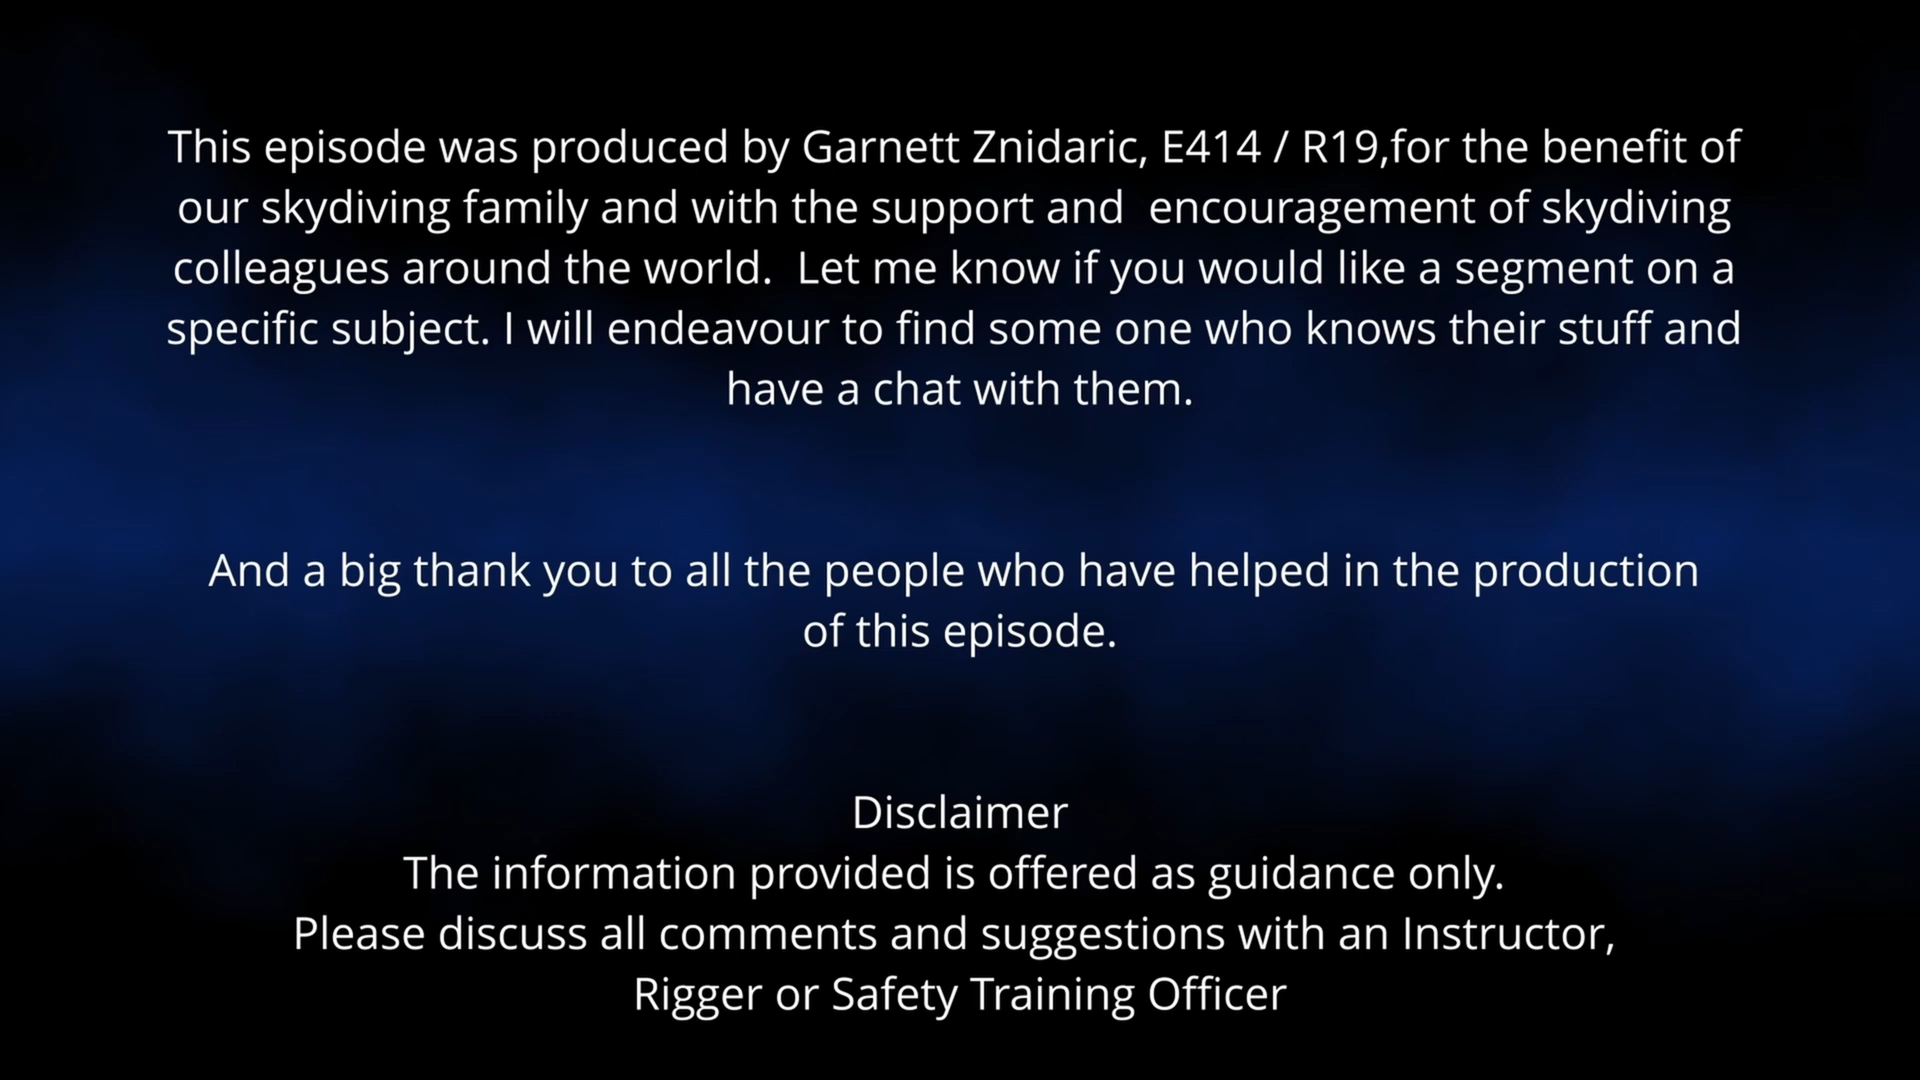 This episode was produced by Garnett Znidaric, E414 / R19,for the benefit of
our skydiving family and with the support and  encouragement of skydiving
colleagues around the world.  Let me know if you would like a segment on a
specific subject. I will endeavour to find some one who knows their stuff and
have a chat with them.
And a big thank you to all the people who have helped in the production
of this episode.
Disclaimer
The information provided is offered as guidance only.
Please discuss all comments and suggestions with an Instructor,
Rigger or Safety Training Officer